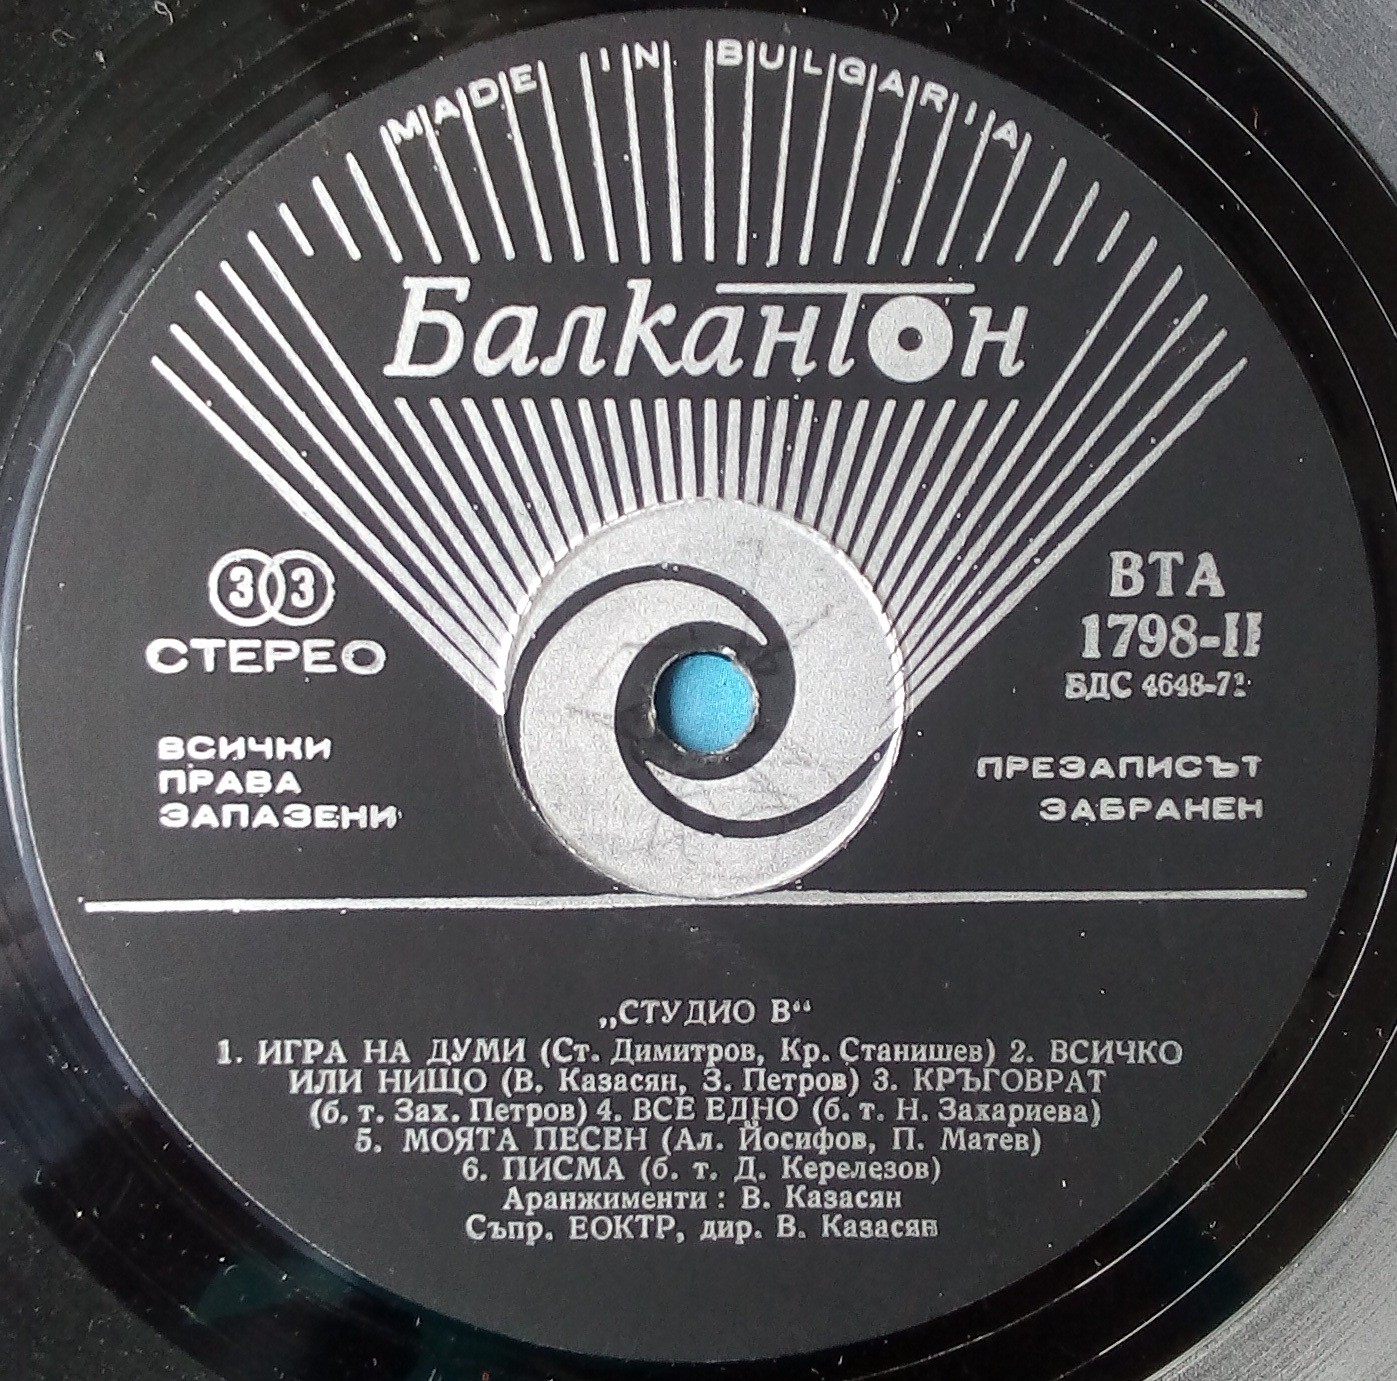 MADE IN BULGARIA
Балкантон
33
СТЕРЕО
ВТА
1798-II
БДС 4648-71
ВСИЧКИ
ПРАВА
ЗАПАЗЕНИ
ПРЕЗАПИСЪТ
ЗАБРАНЕН
„СТУДИО В“
1. ИГРА НА ДУМИ (Ст. Димитров, Кр. Станишев) 2. ВСИЧКО
ИЛИ НИЩО (В. Казасян, З. Петров) 3. КРЪГОВРАТ
(б. т. Зах. Петров) 4. ВСЕ ЕДНО (б. т. Н. Захариева)
5. МОЯТА ПЕСЕН (Ал. Йосифов, П. Матев)
6. ПИСМА (б. т. Д. Керелезов)
Аранжименти : В. Казасян
Съпр. ЕОКТР, дир. В. Казасян